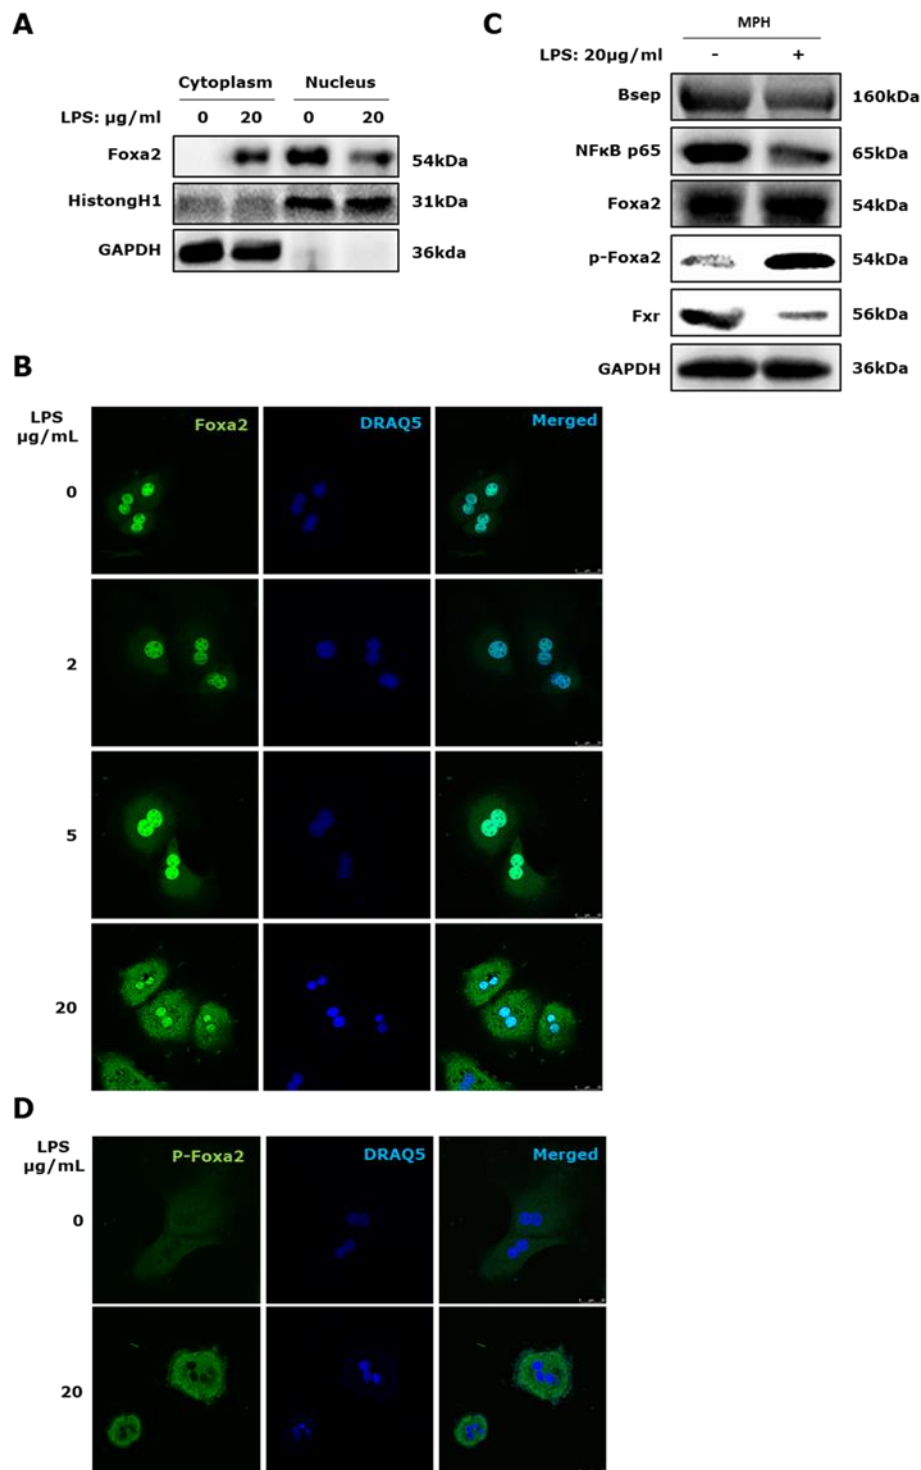 A
Cytoplasm Nucleus
LPS: µg/ml 0 20 0 20
Foxa2 54kDa
HistongH1 31kDa
GAPDH 36kda
C
MPH
LPS: 20µg/ml - +
Bsep 160kDa
NFκB p65 65kDa
Foxa2 54kDa
p-Foxa2 54kDa
Fxr 56kDa
GAPDH 36kDa
B
LPS
µg/mL
Foxa2 DRAQ5 Merged
0
2
5
20
D
LPS
µg/mL
P-Foxa2 DRAQ5 Merged
0
20